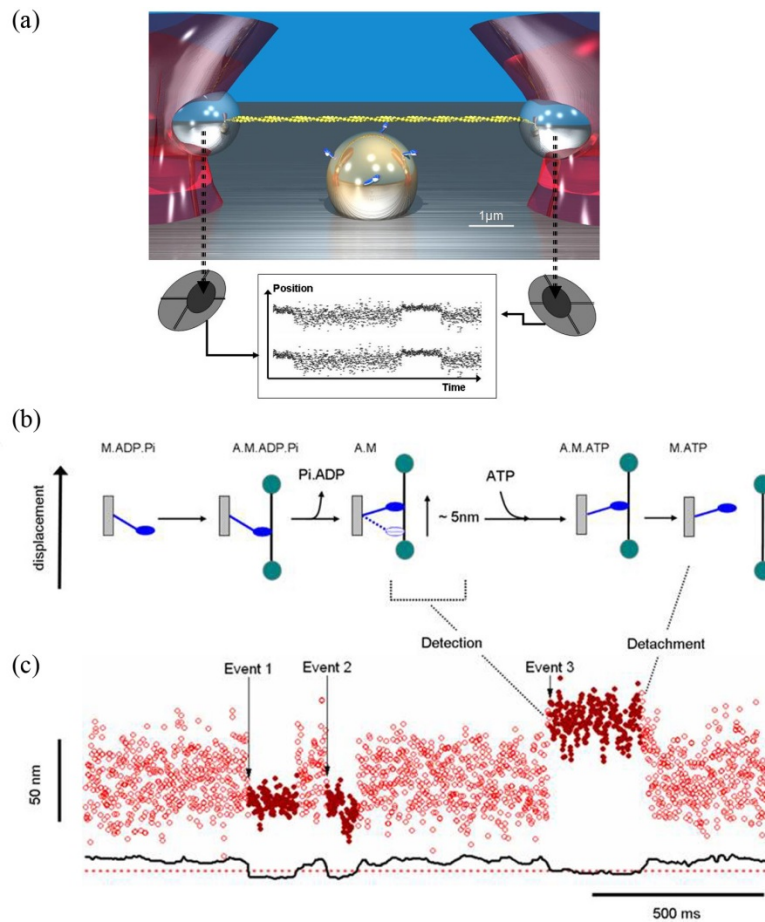 (a)
1µm
Position
Time
(b)
M.ADP.Pi
A.M.ADP.Pi
A.M
A.M.ATP
M.ATP
Pi.ADP
ATP
~ 5nm
displacement
Detection
Detachment
(c)
Event 1
Event 2
Event 3
50 nm
500 ms